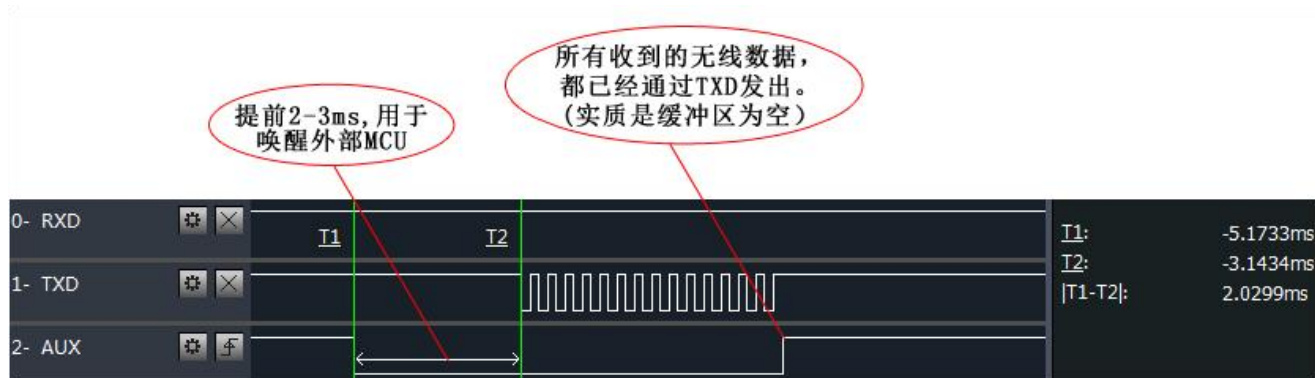 所有收到的无线数据，
都已经通过TXD发出。
(实质是缓冲区为空）
提前2-3ms,用于
唤醒外部MCU
0- RXD
T1
T2
T1: -5.1733ms
T2: -3.1434ms
|T1-T2|: 2.0299ms
1- TXD
2- AUX